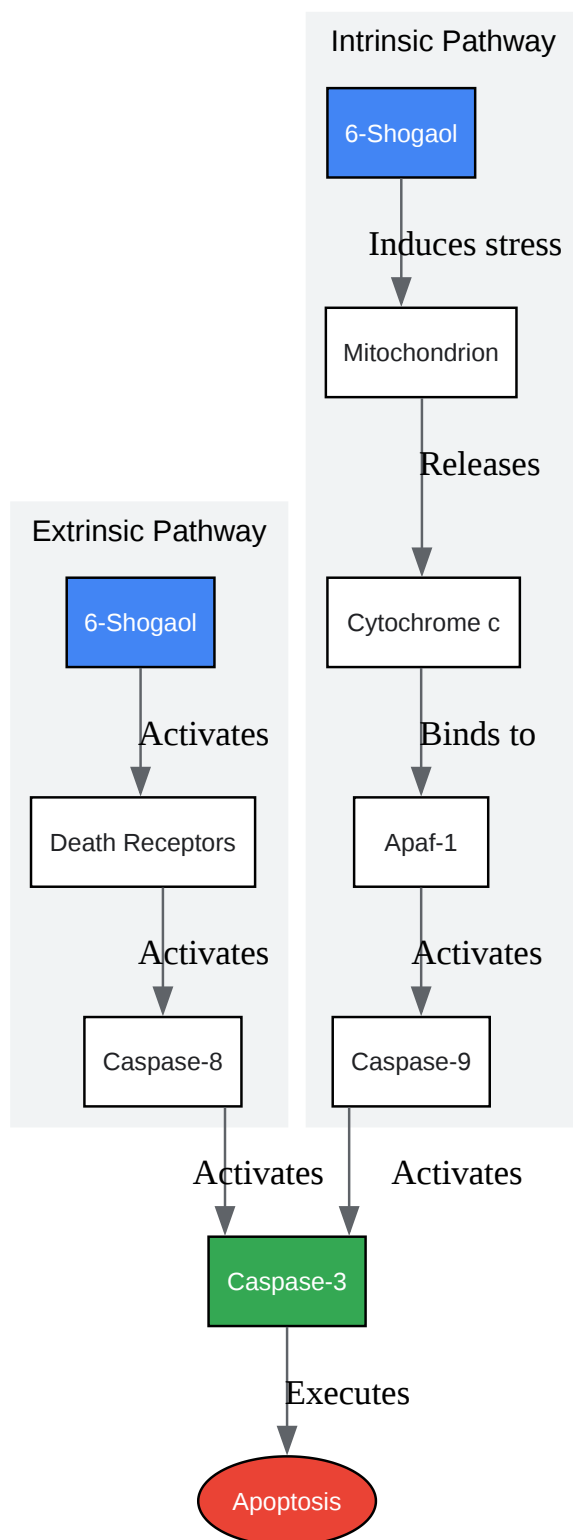 Intrinsic Pathway
6-Shogaol
Induces stress
Mitochondrion
Releases
Extrinsic Pathway
6-Shogaol
Cytochrome c
Activates
Binds to
Death Receptors
Apaf-1
Activates
Activates
Caspase-8
Caspase-9
Activates
Activates
Caspase-3
Executes
Apoptosis